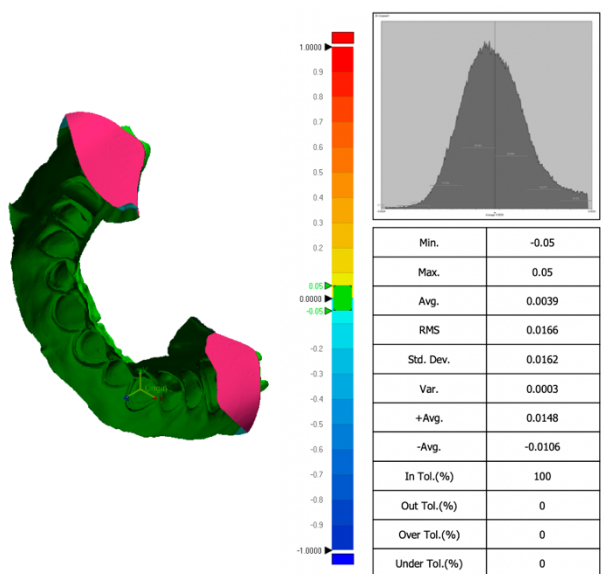 1.0000
0.9
0.8
0.7
0.6
0.5
0.4
0.3
0.2
0.05
0.0000
-0.05
-0.2
-0.3
-0.4
-0.5
-0.6
-0.7
-0.8
-0.9
-1.0000
Min. -0.05
Max. 0.05
Avg. 0.0039
RMS 0.0166
Std. Dev. 0.0162
Var. 0.0003
+Avg. 0.0148
-Avg. -0.0106
In Tol.(%) 100
Out Tol.(%) 0
Over Tol.(%) 0
Under Tol.(%) 0